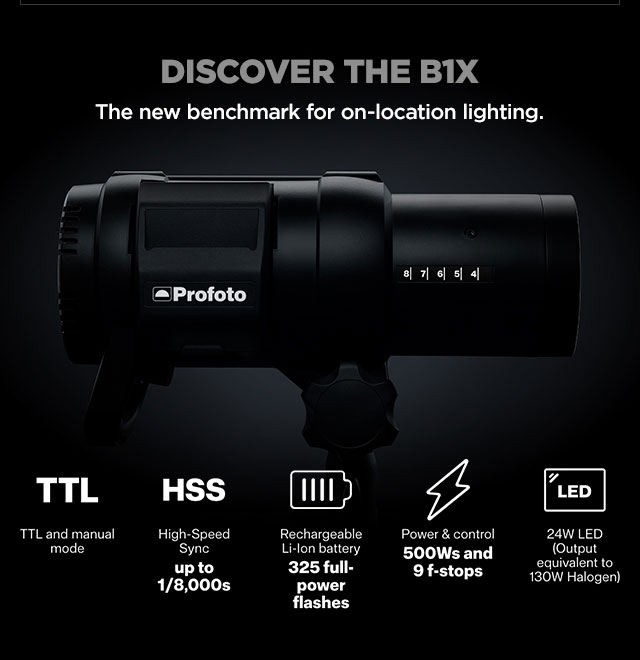 DISCOVER THE B1X
The new benchmark for on-location lighting.
8 7 6 5 4
Profoto
TTL
TTL and manual
mode
HSS
High-Speed
Sync
up to
1/8,000s
Rechargeable
Li-Ion battery
325 full-
power
flashes
Power & control
500Ws and
9 f-stops
LED
24W LED
(Output
equivalent to
130W Halogen)